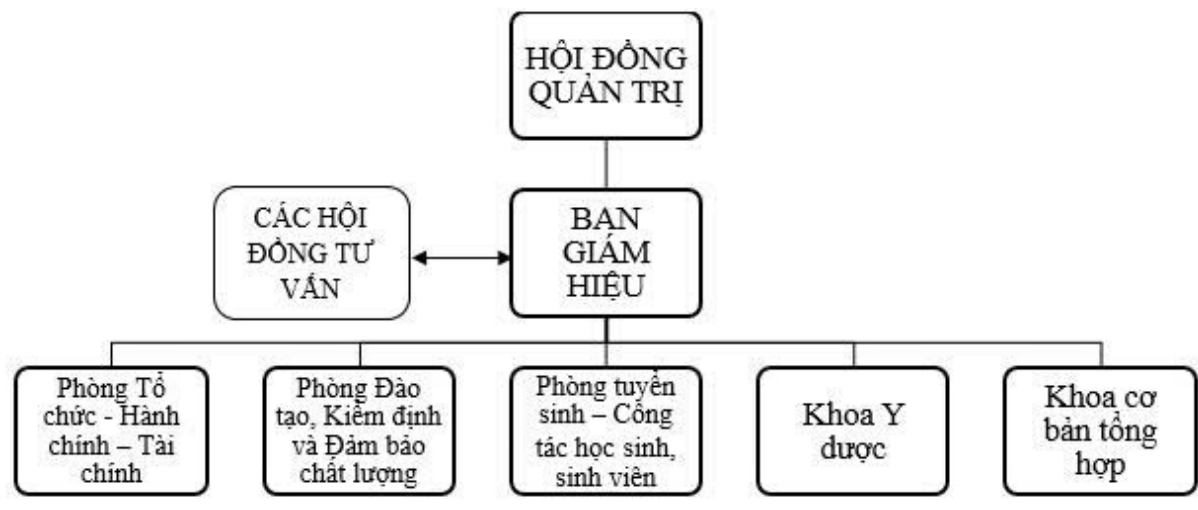 HỘI ĐỒNG
QUẢN TRỊ
CÁC HỘI
ĐỒNG TƯ
VẤN
BAN
GIÁM
HIỆU
Phòng Tổ
chức - Hành
chính – Tài
chính
Phòng Đào
tạo, Kiểm định
và Đảm bảo
chất lượng
Phòng tuyển
sinh – Công
tác học sinh,
sinh viên
Khoa Y
dược
Khoa cơ
bản tổng
hợp